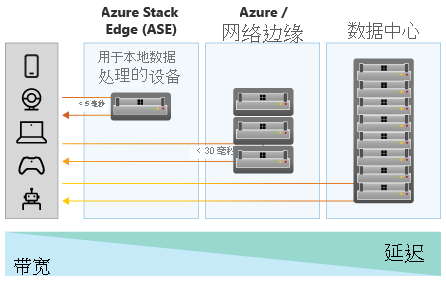 Azure Stack
Edge (ASE)
Azure /
网络边缘
数据中心
用于本地数据
处理的设备
< 5 毫秒
< 30 毫秒
带宽
延迟